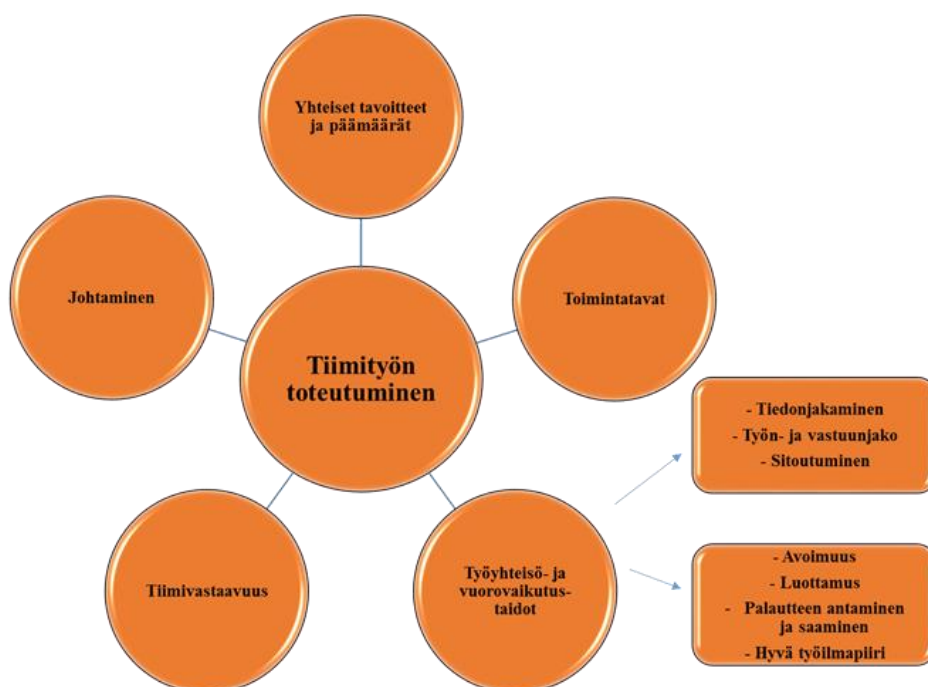 Yhteiset tavoitteet
ja päämäärät
Johtaminen
Toimintatavat
Tiimityön
toteutuminen
- Tiedonjakaminen
- Työn- ja vastuunjako
- Sitoutuminen
Tiimivastaavuus
Työyhteisö- ja
vuorovaikutus-
taidot
- Avoimuus
- Luottamus
- Palautteen antaminen
ja saaminen
- Hyvä työilmapiiri